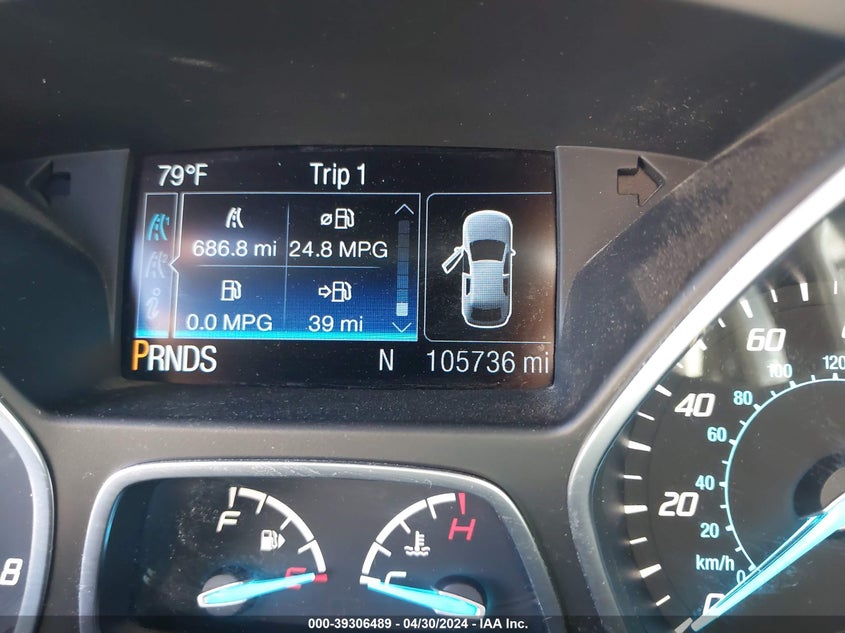 79°F Trip 1
686.8 mi 24.8 MPG
0.0 MPG 39 mi
PRNDS N 105736 mi
F E
C H
8
0 20 40 60
km/h 0 20 40 60 80 100 120
000-39306489 - 04/30/2024 - IAA Inc.